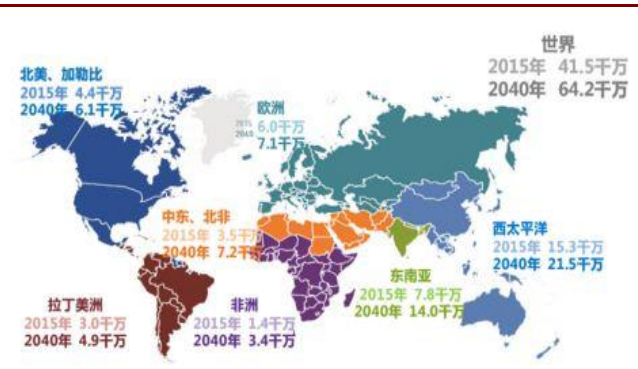 世界
2015年 41.5千万
2040年 64.2千万
北美、加勒比
2015年 4.4千万
2040年 6.1千万
欧洲
2015 6.0千万
2040 7.1千万
中东、北非
2015年 3.5千万
2040年 7.2千万
西太平洋
2015年 15.3千万
2040年 21.5千万
东南亚
2015年 7.8千万
2040年 14.0千万
拉丁美洲
2015年 3.0千万
2040年 4.9千万
非洲
2015年 1.4千万
2040年 3.4千万